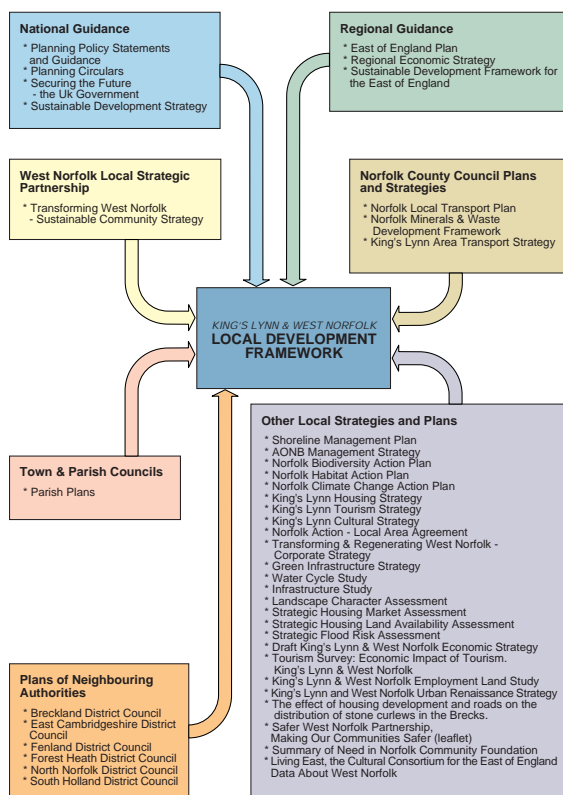 National Guidance
* Planning Policy Statements
and Guidance
* Planning Circulars
* Securing the Future
- the Uk Government
* Sustainable Development Strategy
Regional Guidance
* East of England Plan
* Regional Economic Strategy
* Sustainable Development Framework for
the East of England
West Norfolk Local Strategic
Partnership
* Transforming West Norfolk
- Sustainable Community Strategy
Norfolk County Council Plans
and Strategies
* Norfolk Local Transport Plan
* Norfolk Minerals & Waste
Development Framework
* King's Lynn Area Transport Strategy
KING'S LYNN & WEST NORFOLK
LOCAL DEVELOPMENT
FRAMEWORK
Town & Parish Councils
* Parish Plans
Other Local Strategies and Plans
* Shoreline Management Plan
* AONB Management Strategy
* Norfolk Biodiversity Action Plan
* Norfolk Habitat Action Plan
* Norfolk Climate Change Action Plan
* King's Lynn Housing Strategy
* King's Lynn Tourism Strategy
* King's Lynn Cultural Strategy
* Norfolk Action - Local Area Agreement
* Transforming & Regenerating West Norfolk -
Corporate Strategy
* Green Infrastructure Strategy
* Water Cycle Study
* Infrastructure Study
* Landscape Character Assessment
* Strategic Housing Market Assessment
* Strategic Housing Land Availability Assessment
* Strategic Flood Risk Assessment
* Draft King's Lynn & West Norfolk Economic Strategy
* Tourism Survey: Economic Impact of Tourism.
King's Lynn & West Norfolk
* King's Lynn & West Norfolk Employment Land Study
* King's Lynn and West Norfolk Urban Renaissance Strategy
* The effect of housing development and roads on the
distribution of stone curlews in the Brecks.
* Safer West Norfolk Partnership,
Making Our Communities Safer (leaflet)
* Summary of Need in Norfolk Community Foundation
* Living East, the Cultural Consortium for the East of England
Data About West Norfolk
Plans of Neighbouring
Authorities
* Breckland District Council
* East Cambridgeshire District
Council
* Fenland District Council
* Forest Heath District Council
* North Norfolk District Council
* South Holland District Council